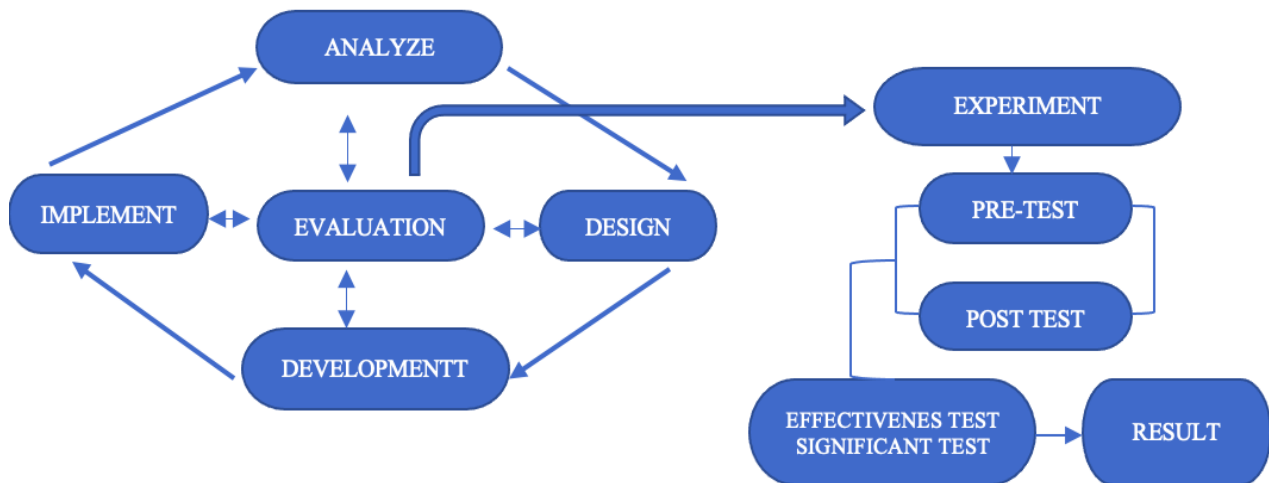 ANALYZE
EXPERIMENT
IMPLEMENT
EVALUATION
DESIGN
PRE-TEST
POST TEST
DEVELOPMENTT
EFFECTIVENES TEST
SIGNIFICANT TEST
RESULT